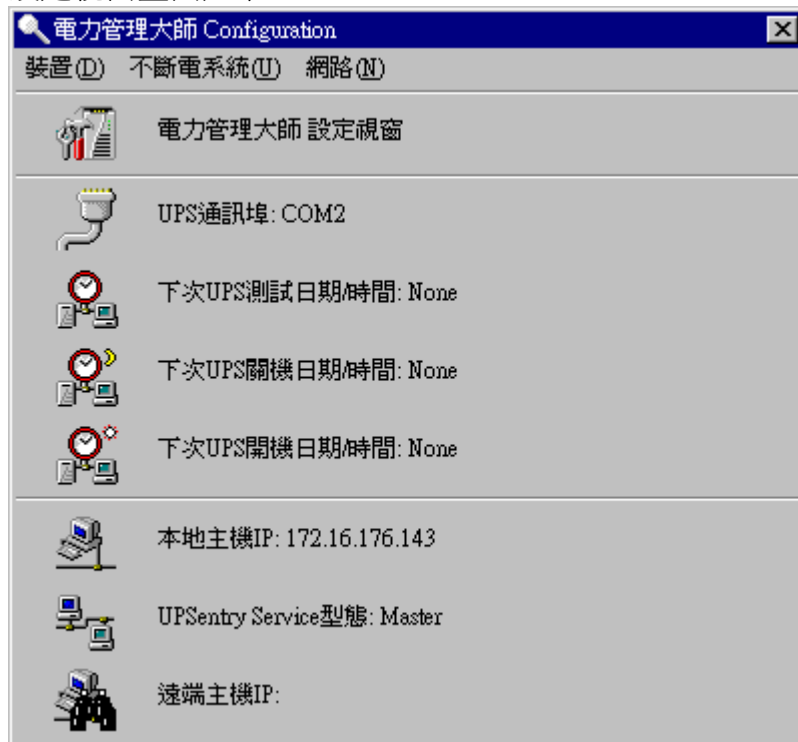 電力管理大師 Configuration
裝置(D) 不斷電系統(U) 網路(N)
電力管理大師 設定視窗
UPS通訊埠: COM2
下次UPS測試日期/時間: None
下次UPS關機日期/時間: None
下次UPS開機日期/時間: None
本地主機IP: 172.16.176.143
UPSentry Service型態: Master
遠端主機IP: